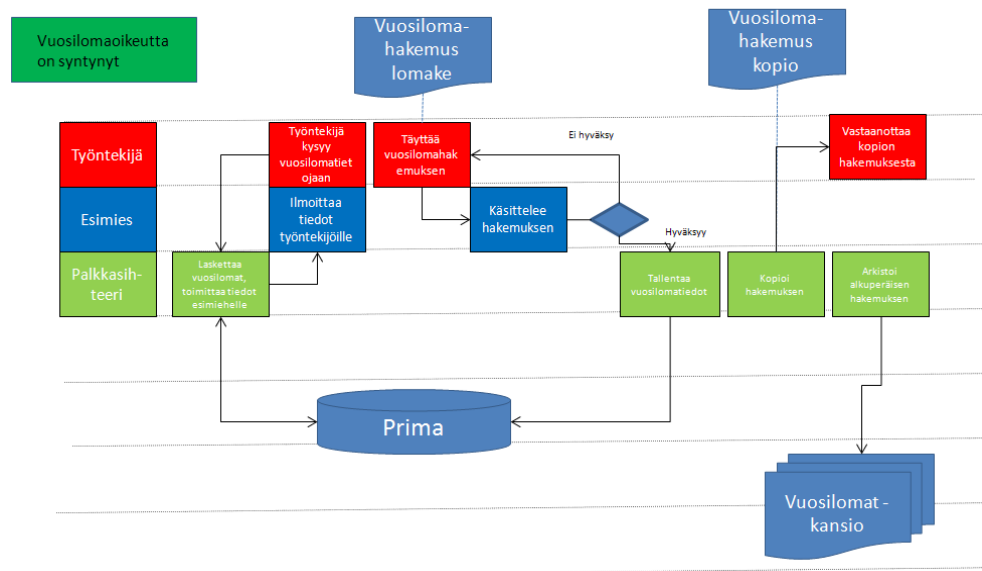 Vuosilomaoikeutta
on syntynyt
Vuosiloma-
hakemus
lomake
Vuosiloma-
hakemus
kopio
Työntekijä
Työntekijä
kysyy
vuosilomatiet
ojaan
Täyttää
vuosilomahak
emuksen
Ei hyväksy
Vastaanottaa
kopion
hakemuksesta
Esimies
Ilmoittaa
tiedot
työntekijöille
Käsittelee
hakemuksen
Hyväksyy
Palkkasih-
teeri
Laskettaa
vuosilomat,
toimittaa tiedot
esimiehelle
Tallentaa
vuosilomatiedot
Kopioi
hakemuksen
Arkistoi
alkuperäisen
hakemuksen
Prima
Vuosilomat -
kansio